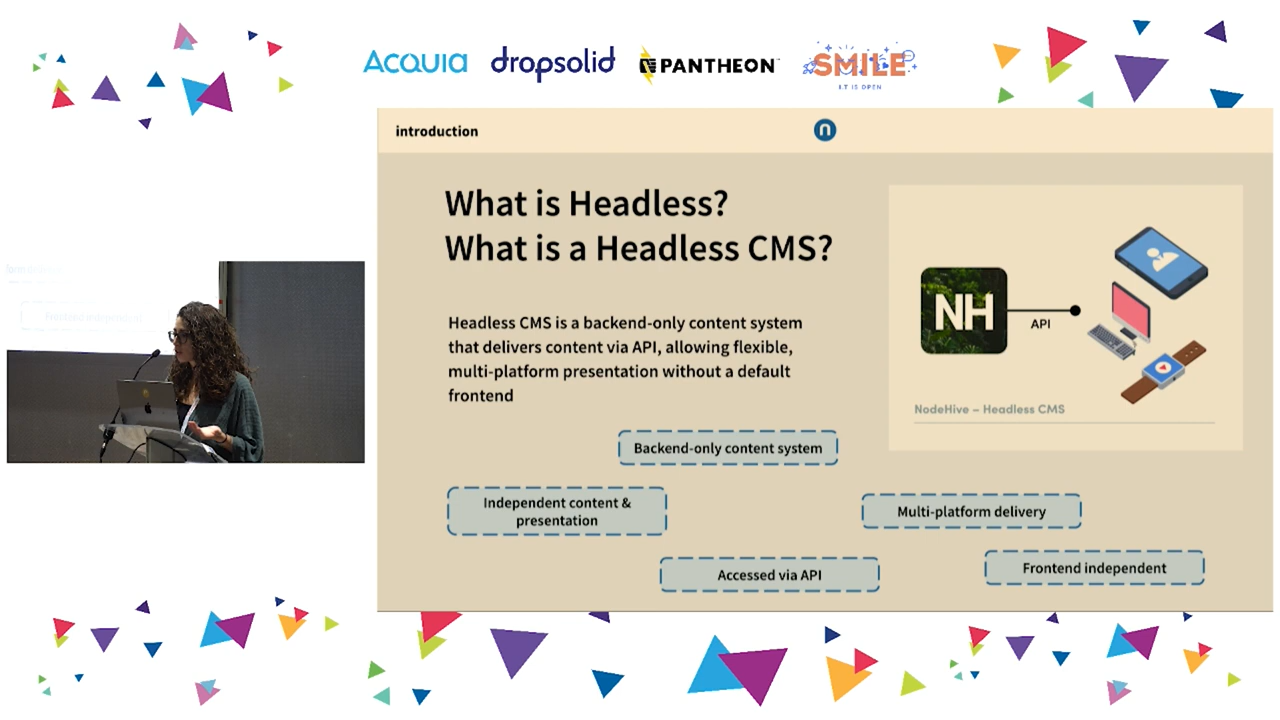 ACQUIA
dropsolid
PANTHEON
SMILE
I.T IS OPEN
introduction
n
What is Headless?
What is a Headless CMS?
Headless CMS is a backend-only content system
that delivers content via API, allowing flexible,
multi-platform presentation without a default
frontend
NH
API
NodeHive – Headless CMS
Backend-only content system
Independent content &
presentation
Multi-platform delivery
Accessed via API
Frontend independent